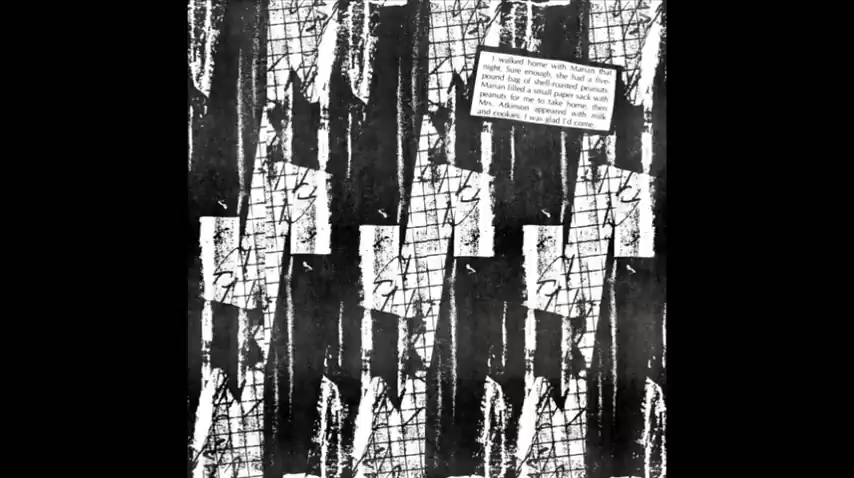 I walked home with Marian that
night. Sure enough, she had a five-
pound bag of shell-roasted peanuts.
Marian filled a small paper sack with
peanuts for me to take home, then
Mrs. Atkinson appeared with milk
and cookies. I was glad I'd come.